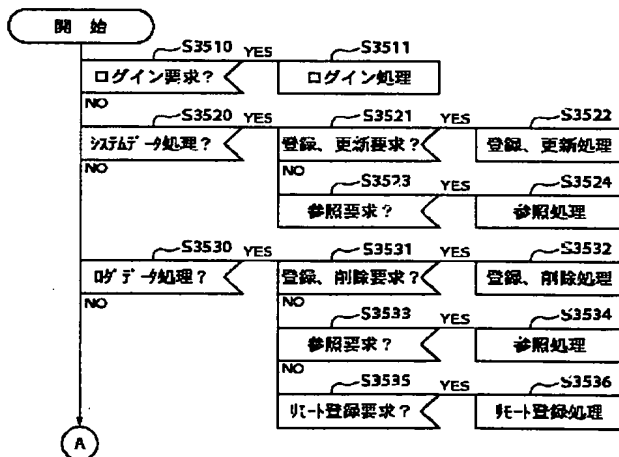 開始
S3510 YES S3511
ログイン要求? ログイン処理
NO
S3520 YES S3521 YES S3522
システムデータ処理? 登録、更新要求? 登録、更新処理
NO NO
S3523 YES S3524
参照要求? 参照処理
S3530 YES S3531 YES S3532
ログデータ処理? 登録、削除要求? 登録、削除処理
NO NO
S3533 YES S3534
参照要求? 参照処理
NO
S3535 YES S3536
リモート登録要求? リモート登録処理
A